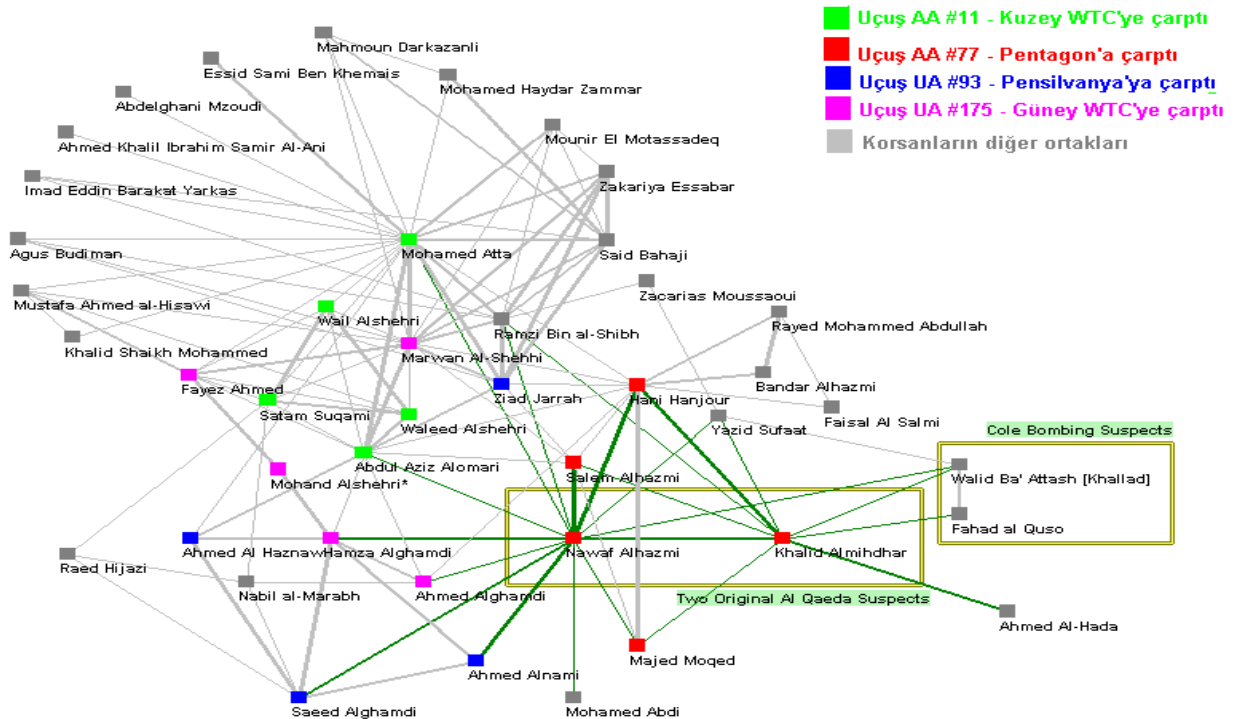 Uçuş AA #11 - Kuzey WTC'ye çarptı
Uçuş AA #77 - Pentagon'a çarptı
Uçuş UA #93 - Pensilvanya'ya çarptı
Uçuş UA #175 - Güney WTC'ye çarptı
Korsanların diğer ortakları
Mahmoun Darkazanli
Essid Sami Ben Khemais
Mohamed Haydar Zammar
Abdelghani Mzoudi
Mounir El Motassadeq
Ahmed Khalil Ibrahim Samir Al-Ani
Zakariya Essabar
Imad Eddin Barakat Yarkas
Agus Budiman
Mohamed Atta
Said Bahaji
Mustafa Ahmed al-Hisawi
Zacarias Moussaoui
Wail Alshehri
Ramzi Bin al-Shibh
Rayed Mohammed Abdullah
Khalid Shaikh Mohammed
Marwan Al-Shehhi
Fayez Ahmed
Ziad Jarrah
Hani Hanjour
Bandar Alhazmi
Satam Suqami
Waleed Alshehri
Yazid Sufaat
Faisal Al Salmi
Cole Bombing Suspects
Abdul Aziz Alomari
Salem Alhazmi
Walid Ba' Attash [Khallad]
Mohand Alshehri*
Fahad al Quso
Ahmed Al Haznaw
Hamza Alghamdi
Nawaf Alhazmi
Khalid Almihdhar
Raed Hijazi
Nabil al-Marabh
Ahmed Alghamdi
Two Original Al Qaeda Suspects
Ahmed Al-Hada
Majed Moqed
Ahmed Alnami
Saeed Alghamdi
Mohamed Abdi